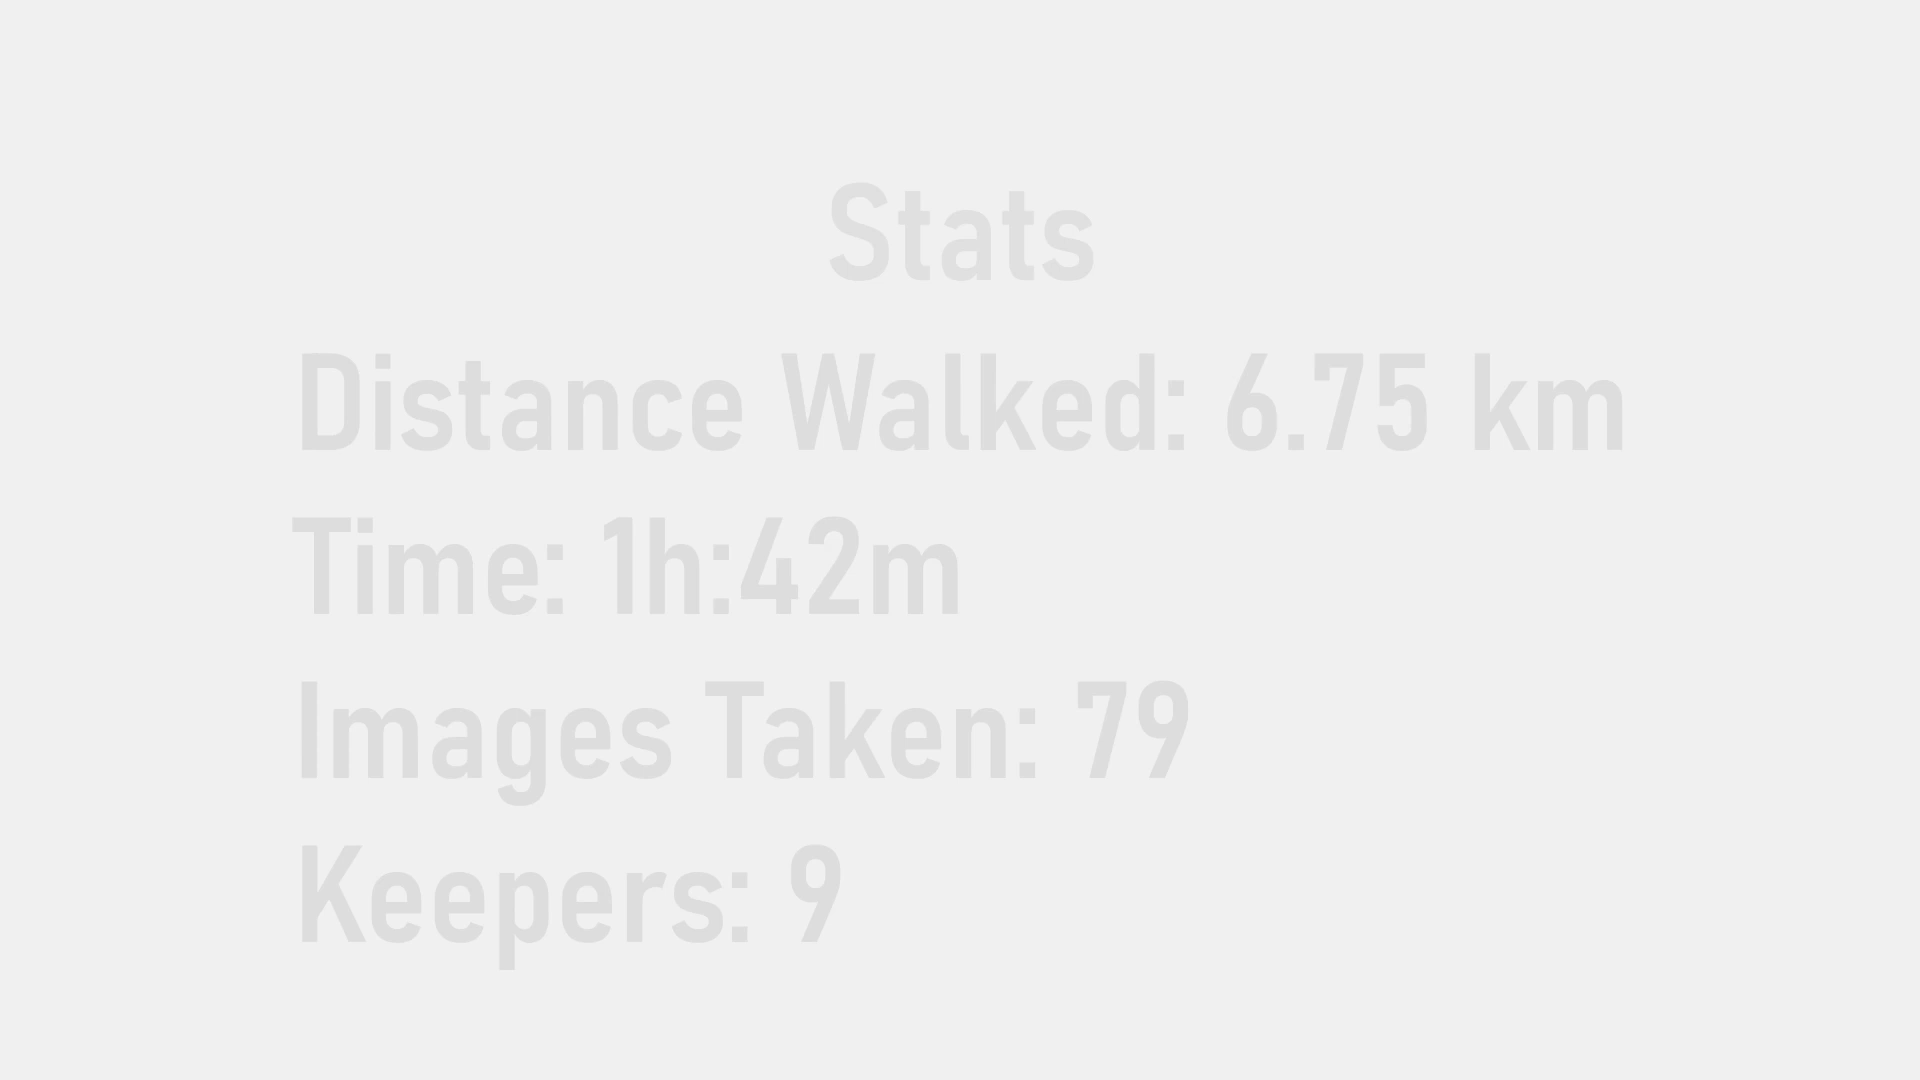 Stats
Distance Walked: 6.75 km
Time: 1h:42m
Images Taken: 79
Keepers: 9